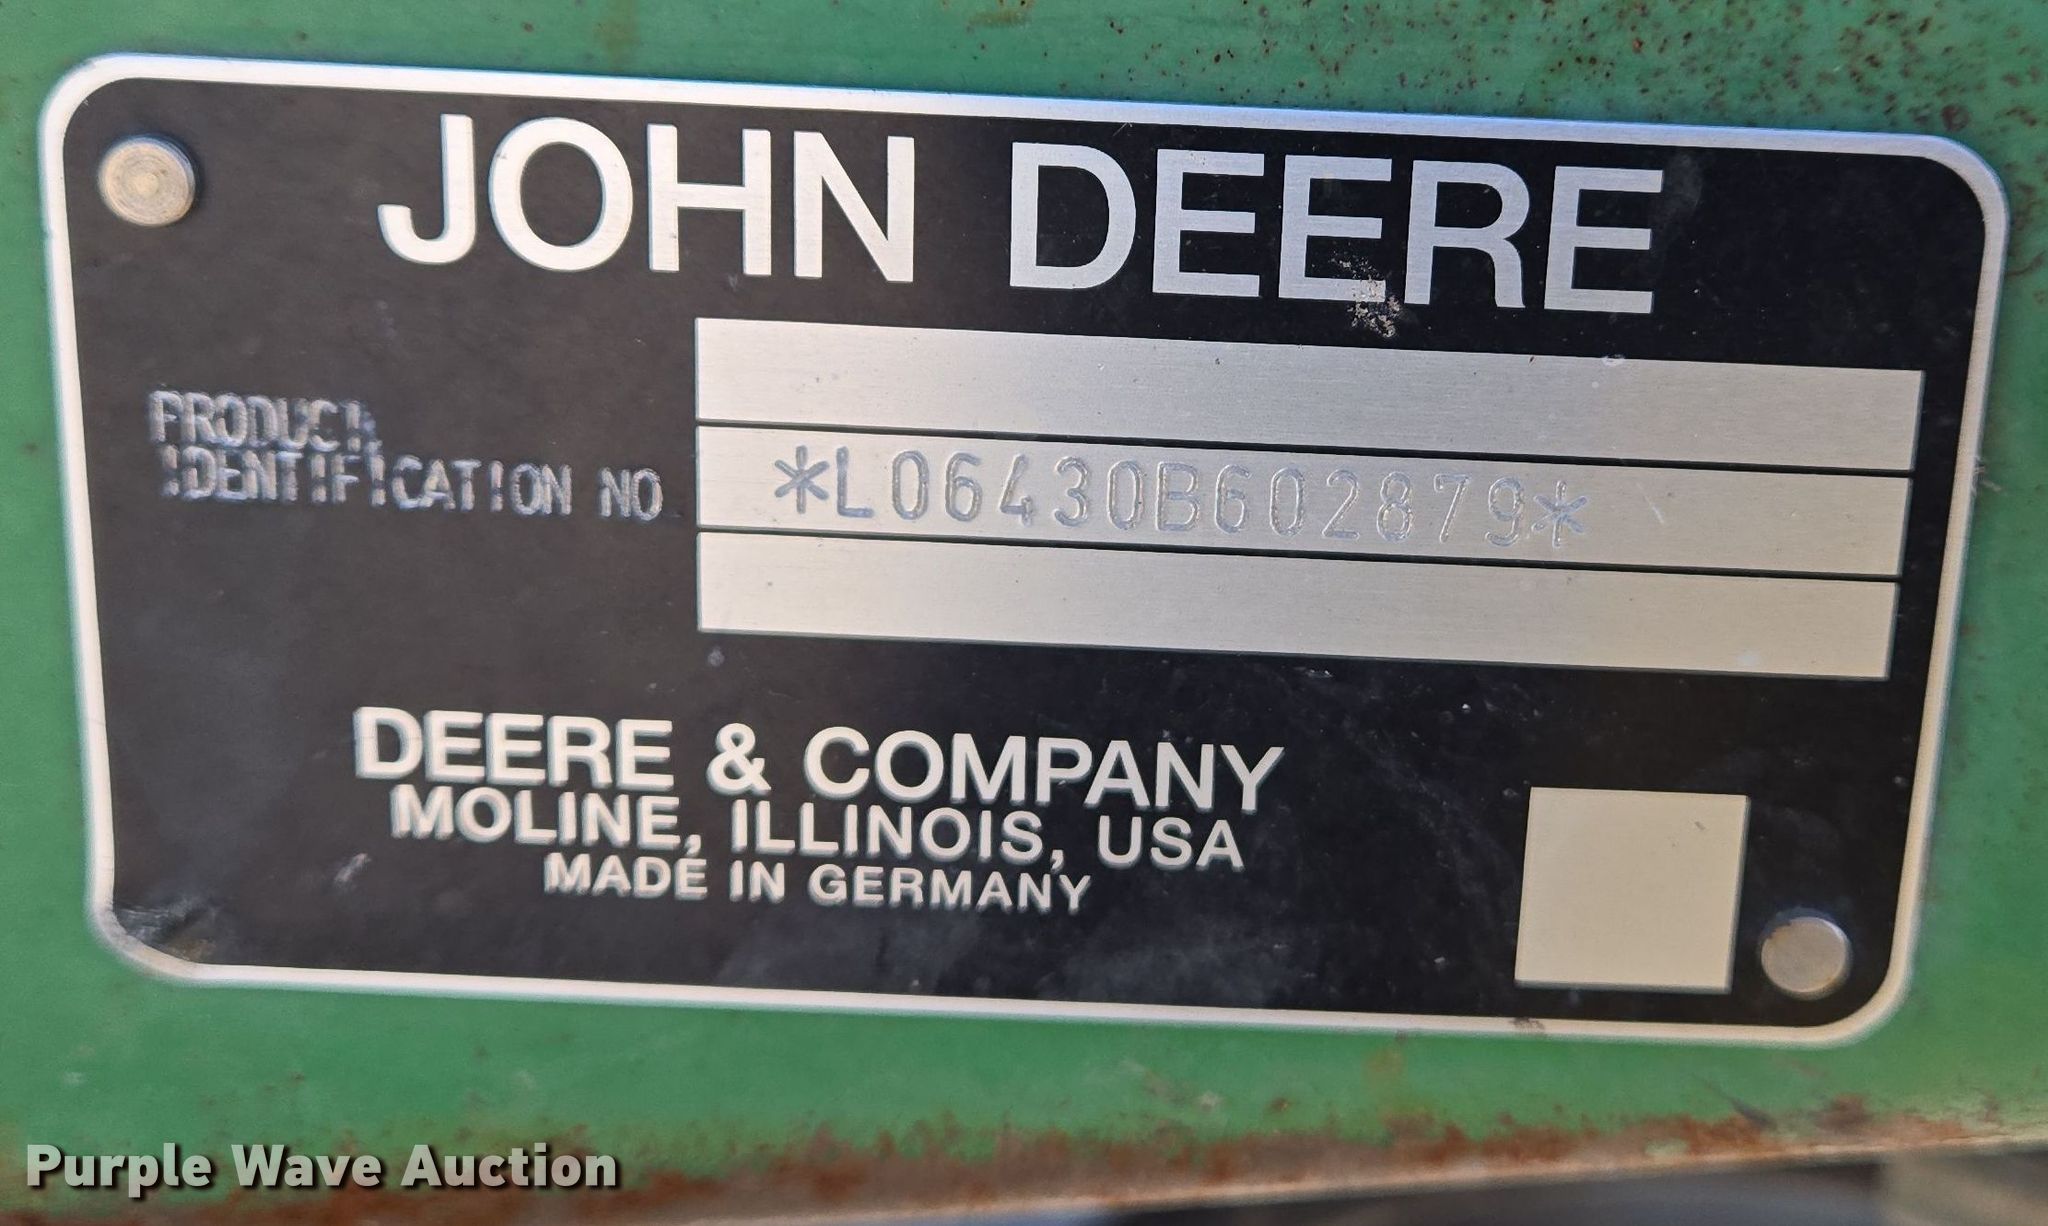 JOHN DEERE
PRODUCT
IDENTIFICATION NO
*L06430B602879*
DEERE & COMPANY
MOLINE, ILLINOIS, USA
MADE IN GERMANY
Purple Wave Auction